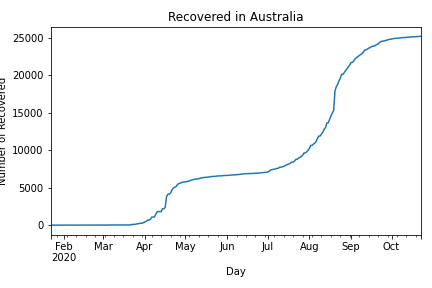 Recovered in Australia
Number of Recovered
25000
20000
15000
10000
5000
0
Feb Mar Apr May Jun Jul Aug Sep Oct
2020
Day